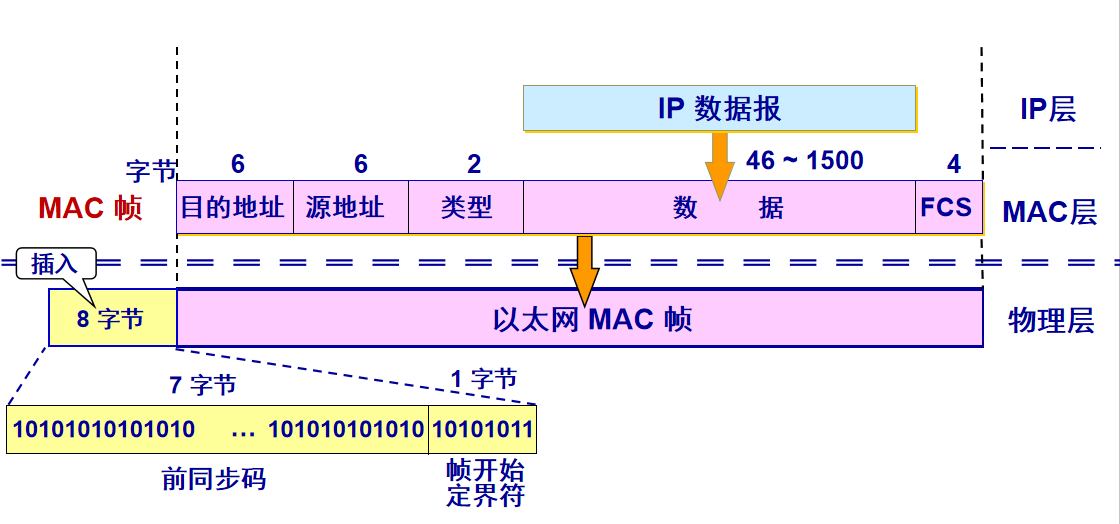 IP 数据报
IP层
字节
6
6
2
46 ~ 1500
4
MAC 帧
目的地址
源地址
类型
数 据
FCS
MAC层
插入
8 字节
以太网 MAC 帧
物理层
7 字节
1 字节
10101010101010 … 101010101010
10101011
前同步码
帧开始
定界符